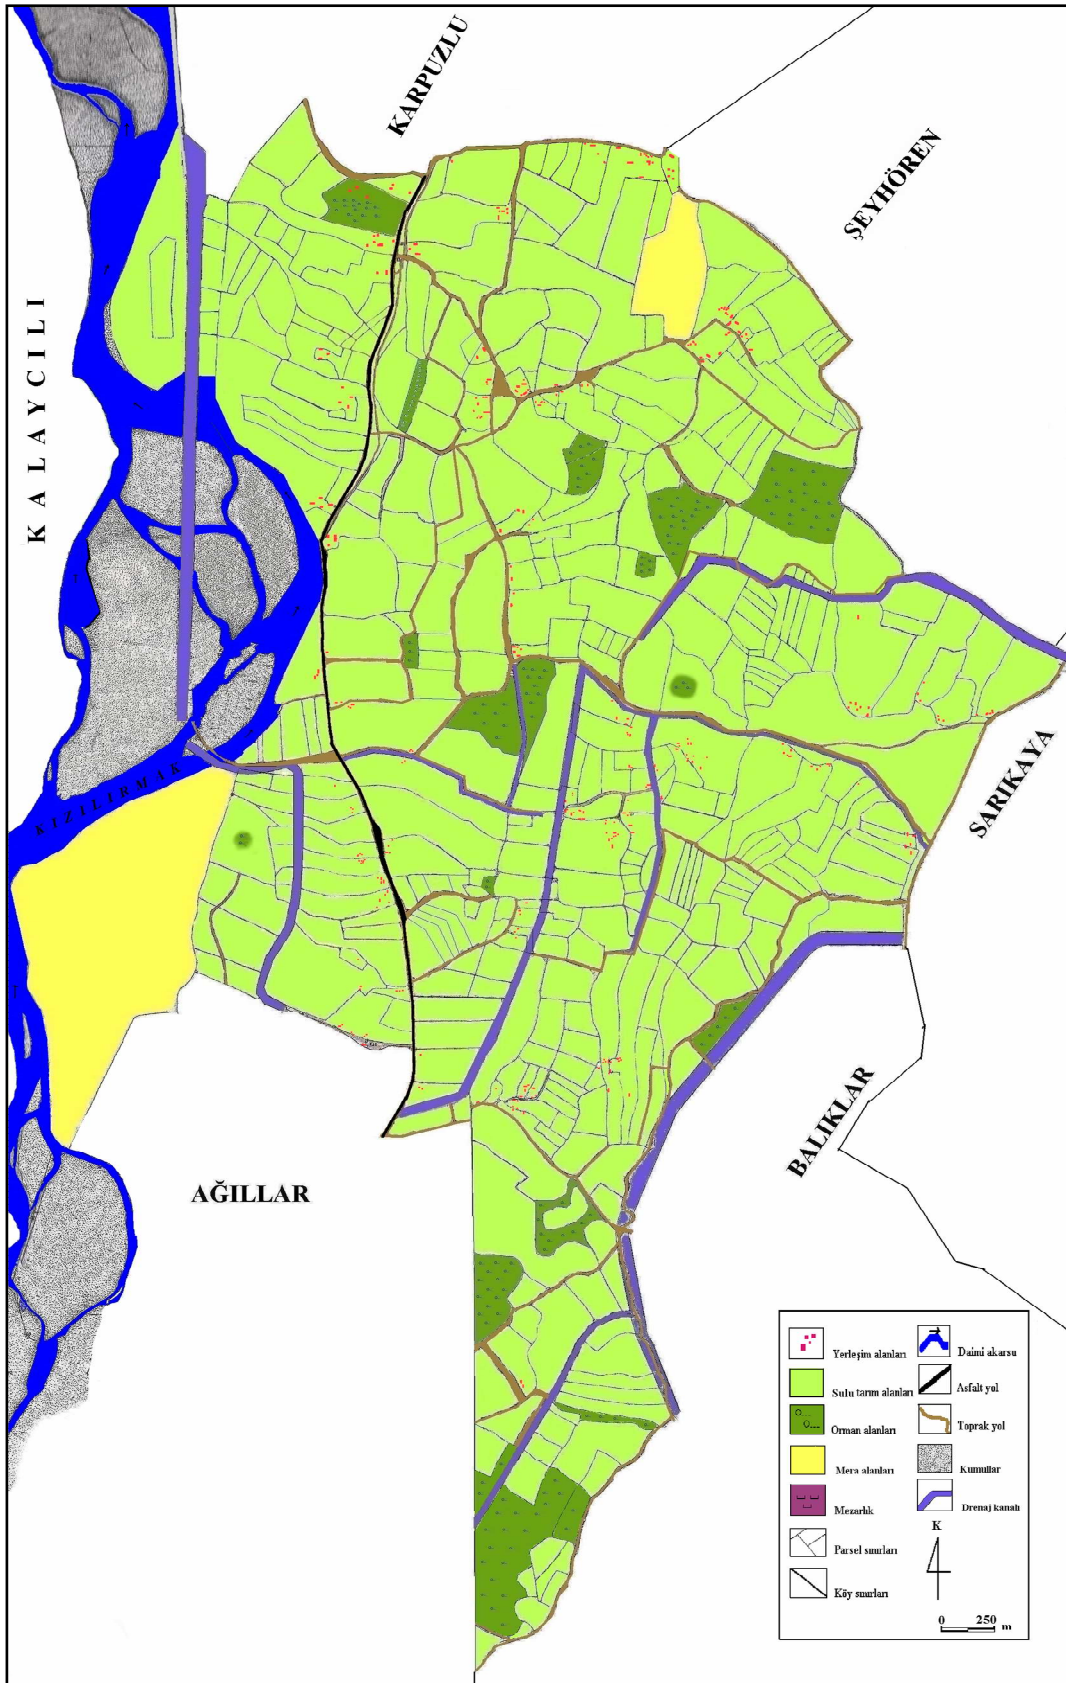 KARPUZLU
ŞEYHÖREN
KALAYCILI
KIZILIRMAK
SARIKAYA
BALIKLAR
AĞILLAR
Yerleşim alanları
Sulu tarım alanları
Orman alanları
Mera alanları
Mezarlık
Parsel sınırları
Köy sınırları
Daimi akarsu
Asfalt yol
Toprak yol
Kumullar
Drenaj kanalı
K
0 250 m